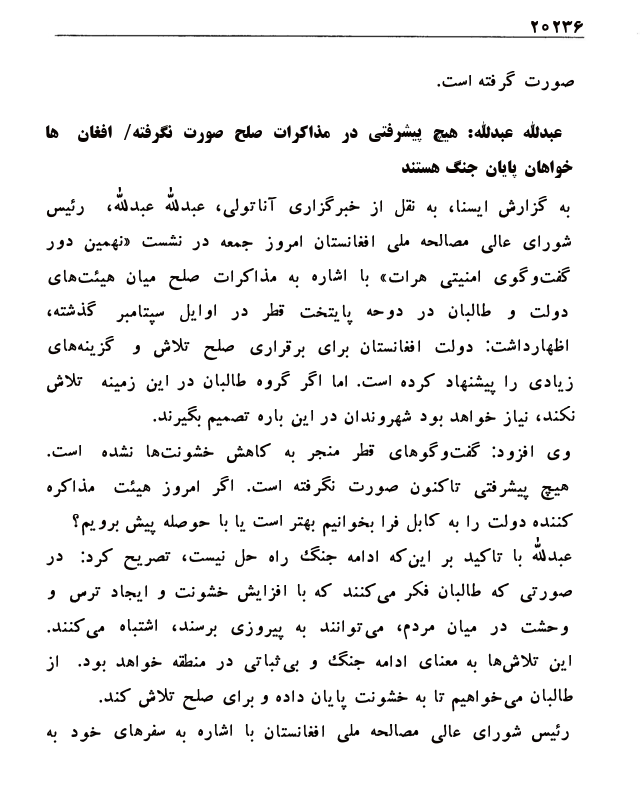 ۲۰۲۳۶
صورت گرفته است.
عبدالله عبدالله: هیچ پیشرفتی در مذاکرات صلح صورت نگرفته/ افغان ها
خواهان پایان جنگ هستند
به گزارش ایسنا، به نقل از خبرگزاری آناتولی، عبدالله عبدالله، رئیس
شورای عالی مصالحه ملی افغانستان امروز جمعه در نشست «نهمین دور
گفت‌وگوی امنیتی هرات» با اشاره به مذاکرات صلح میان هیئت‌های
دولت و طالبان در دوحه پایتخت قطر در اوایل سپتامبر گذشته،
اظهارداشت: دولت افغانستان برای برقراری صلح تلاش و گزینه‌های
زیادی را پیشنهاد کرده است. اما اگر گروه طالبان در این زمینه تلاش
نکند، نیاز خواهد بود شهروندان در این باره تصمیم بگیرند.
وی افزود: گفت‌وگوهای قطر منجر به کاهش خشونت‌ها نشده است.
هیچ پیشرفتی تاکنون صورت نگرفته است. اگر امروز هیئت مذاکره
کننده دولت را به کابل فرا بخوانیم بهتر است یا با حوصله پیش برویم؟
عبدالله با تاکید بر این‌که ادامه جنگ راه حل نیست، تصریح کرد: در
صورتی که طالبان فکر می‌کنند که با افزایش خشونت و ایجاد ترس و
وحشت در میان مردم، می‌توانند به پیروزی برسند، اشتباه می‌کنند.
این تلاش‌ها به معنای ادامه جنگ و بی‌ثباتی در منطقه خواهد بود. از
طالبان می‌خواهیم تا به خشونت پایان داده و برای صلح تلاش کند.
رئیس شورای عالی مصالحه ملی افغانستان با اشاره به سفرهای خود به